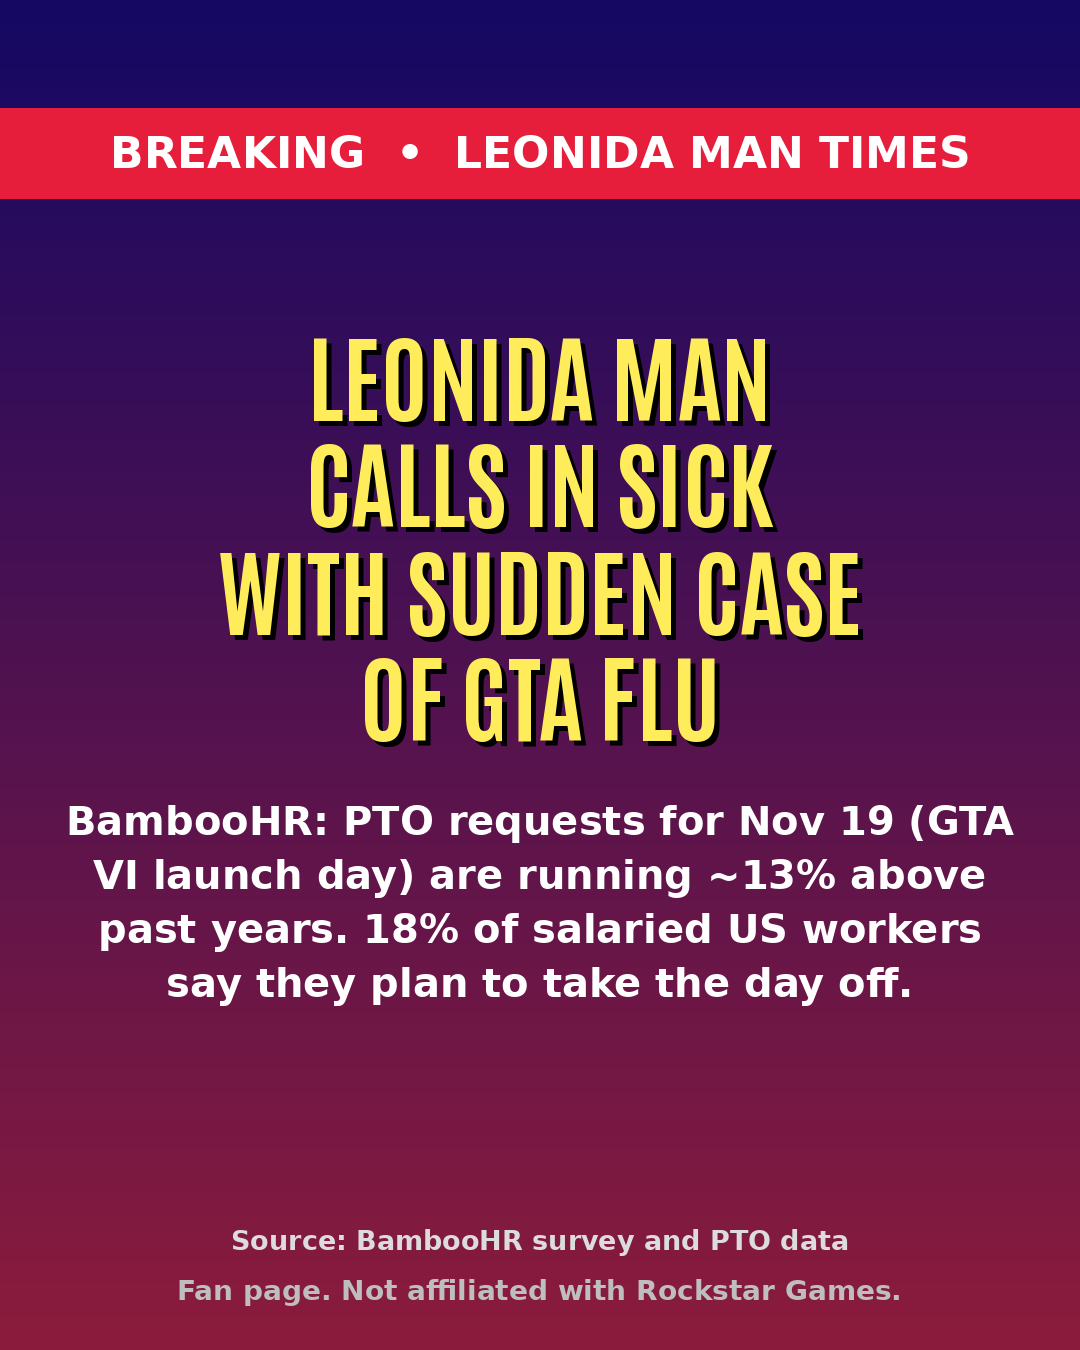 BREAKING • LEONIDA MAN TIMES
LEONIDA MAN
CALLS IN SICK
WITH SUDDEN CASE
OF GTA FLU
BambooHR: PTO requests for Nov 19 (GTA
VI launch day) are running ~13% above
past years. 18% of salaried US workers
say they plan to take the day off.
Source: BambooHR survey and PTO data
Fan page. Not affiliated with Rockstar Games.